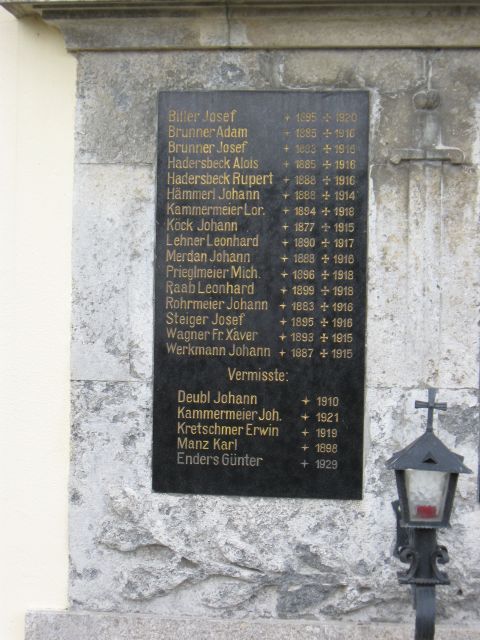 Biller Josef + 1895 ÷ 1920
Brunner Adam + 1885 ÷ 1916
Brunner Josef + 1893 ÷ 1916
Hadersbeck Alois + 1885 ÷ 1916
Hadersbeck Rupert + 1888 ÷ 1916
Hämmerl Johann + 1888 ÷ 1914
Kammermeier Lor. + 1894 ÷ 1918
Köck Johann + 1877 ÷ 1915
Lehner Leonhard + 1890 ÷ 1917
Merdan Johann + 1888 ÷ 1916
Prieglmeier Mich. + 1896 ÷ 1918
Raab Leonhard + 1899 ÷ 1918
Rohrmeier Johann + 1883 ÷ 1916
Steiger Josef + 1895 ÷ 1916
Wagner Fr. Xaver + 1893 ÷ 1915
Werkmann Johann + 1887 ÷ 1915
Vermisste:
Deubl Johann + 1910
Kammermeier Joh. + 1921
Kretschmer Erwin + 1919
Manz Karl + 1898
Enders Günter + 1929